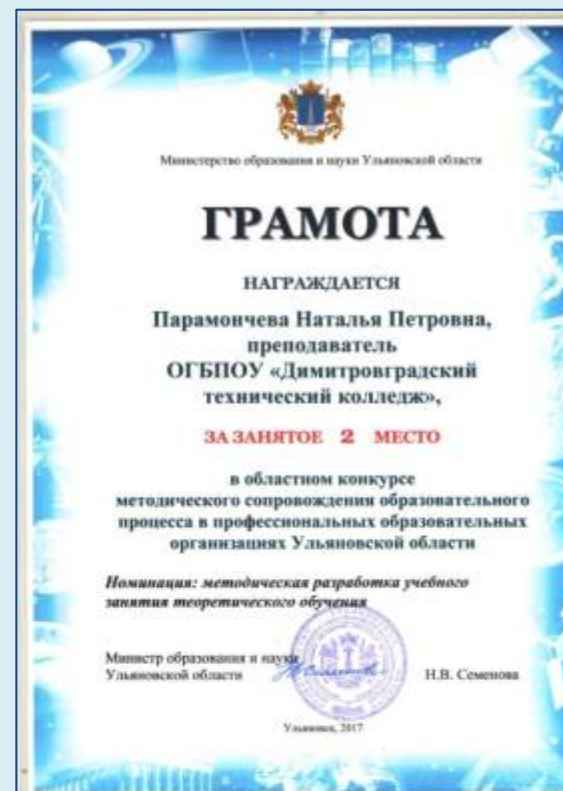 Министерство образования и науки Ульяновской области
ГРАМОТА
НАГРАЖДАЕТСЯ
Парамончева Наталья Петровна,
преподаватель
ОГБПОУ «Димитровградский
технический колледж»,
ЗА ЗАНЯТОЕ 2 МЕСТО
в областном конкурсе
методического сопровождения образовательного
процесса в профессиональных образовательных
организациях Ульяновской области
Номинация: методическая разработка учебного
занятия теоретического обучения
Министр образования и науки
Ульяновской области Н.В. Семенова
Ульяновск, 2017